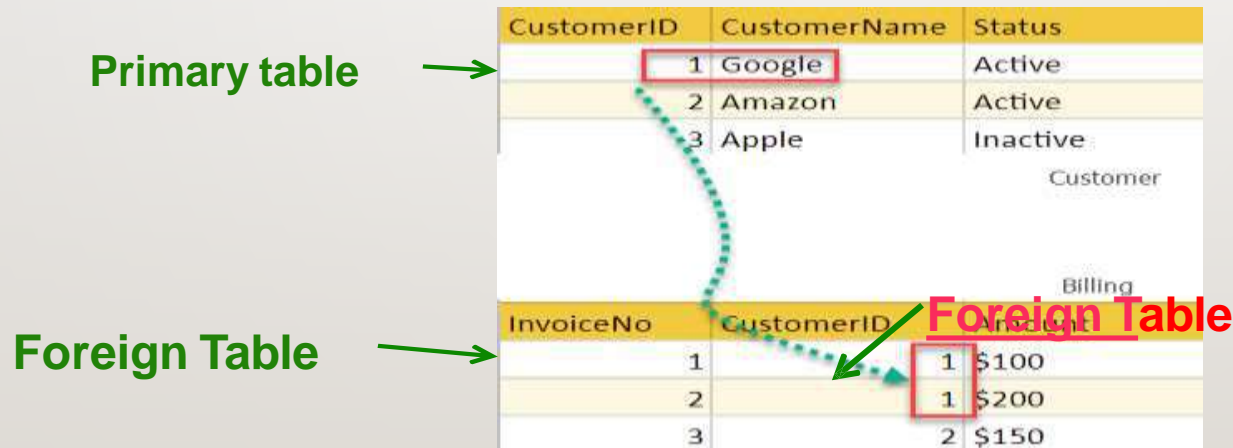 CustomerID CustomerName Status
Primary table
1 Google Active
2 Amazon Active
3 Apple Inactive
Customer
Billing
InvoiceNo CustomerID Amount
Foreign Table
Foreign Table
1 1 $100
2 1 $200
3 2 $150